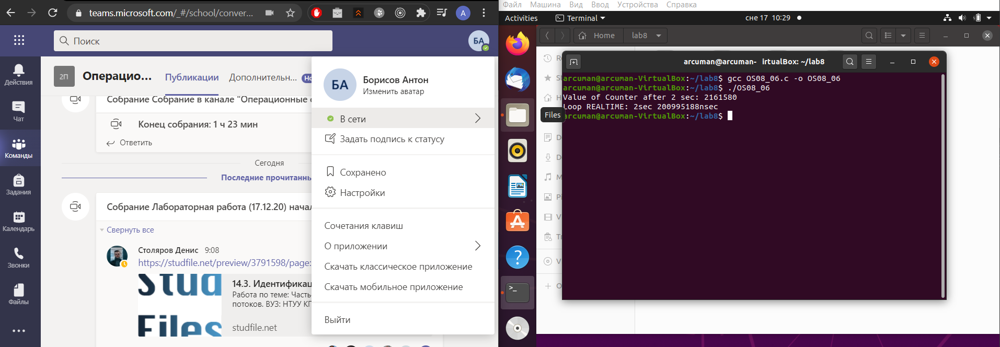 teams.microsoft.com/_#/school/conver...
А
Поиск
БА
Действия
Чат
Команды
Задания
Календарь
Звонки
Файлы
2П
Операцио...
Публикации
Дополнительн...
Но
Собрание Собрание в канале "Операционные
Конец собрания: 1 ч 23 мин
Ответить
Сегодня
Последние прочитаннь
Собрание Лабораторная работа (17.12.20) начал
Свернуть все
Столяров Денис 9:08
https://studfile.net/preview/3791598/page:
Stud
Files
14.3. Идентификац
Работа по теме: Часть
потоков. ВУЗ: НТУУ КП
studfile.net
БА
Борисов Антон
Изменить аватар
В сети
Задать подпись к статусу
Сохранено
Настройки
Сочетания клавиш
О приложении
Скачать классическое приложение
Скачать мобильное приложение
Выйти
Файл Машина Вид Ввод Устройства Справка
Activities
Terminal
сне 17 10:29
Home
lab8
Files
arcuman@arcuman- irtualBox: ~/lab8
arcuman@arcuman-VirtualBox:~/lab8$ gcc OS08_06.c -o OS08_06
arcuman@arcuman-VirtualBox:~/lab8$ ./OS08_06
Value of Counter after 2 sec: 2161580
Loop REALTIME: 2sec 200995188nsec
arcuman@arcuman-VirtualBox:~/lab8$